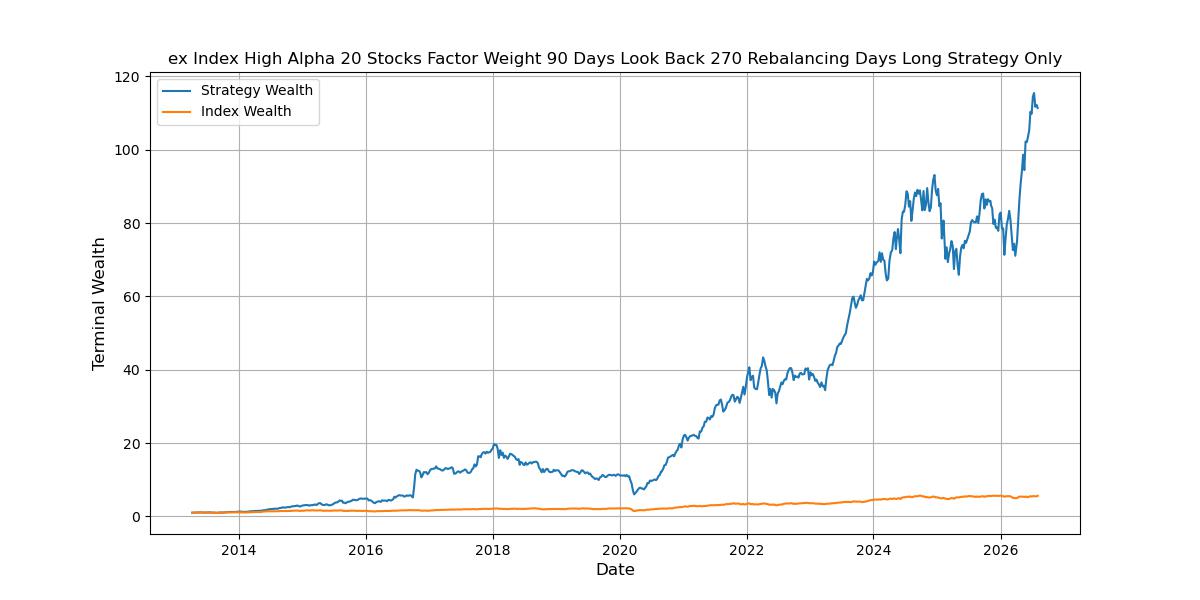 ex Index High Alpha 20 Stocks Factor Weight 90 Days Look Back 270 Rebalancing Days Long Strategy Only
Strategy Wealth
Index Wealth
Terminal Wealth
120
100
80
60
40
20
0
2014 2016 2018 2020 2022 2024 2026
Date